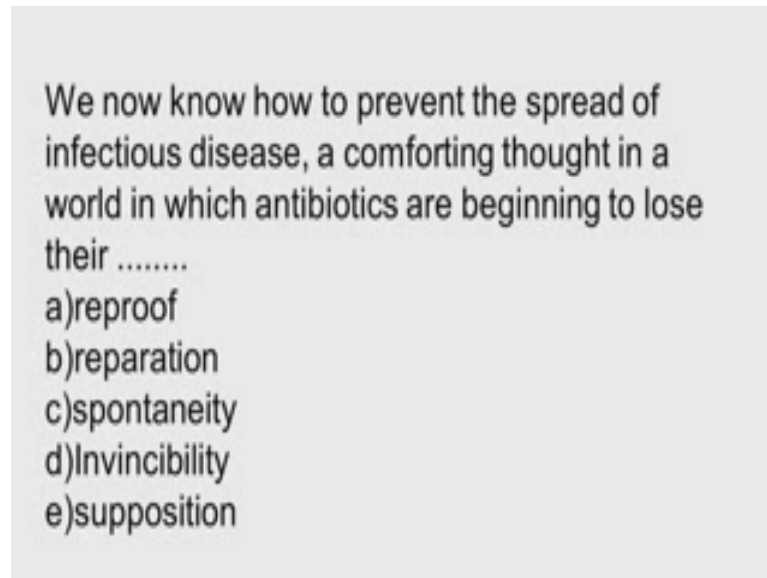 We now know how to prevent the spread of
infectious disease, a comforting thought in a
world in which antibiotics are beginning to lose
their ........
a)reproof
b)reparation
c)spontaneity
d)Invincibility
e)supposition